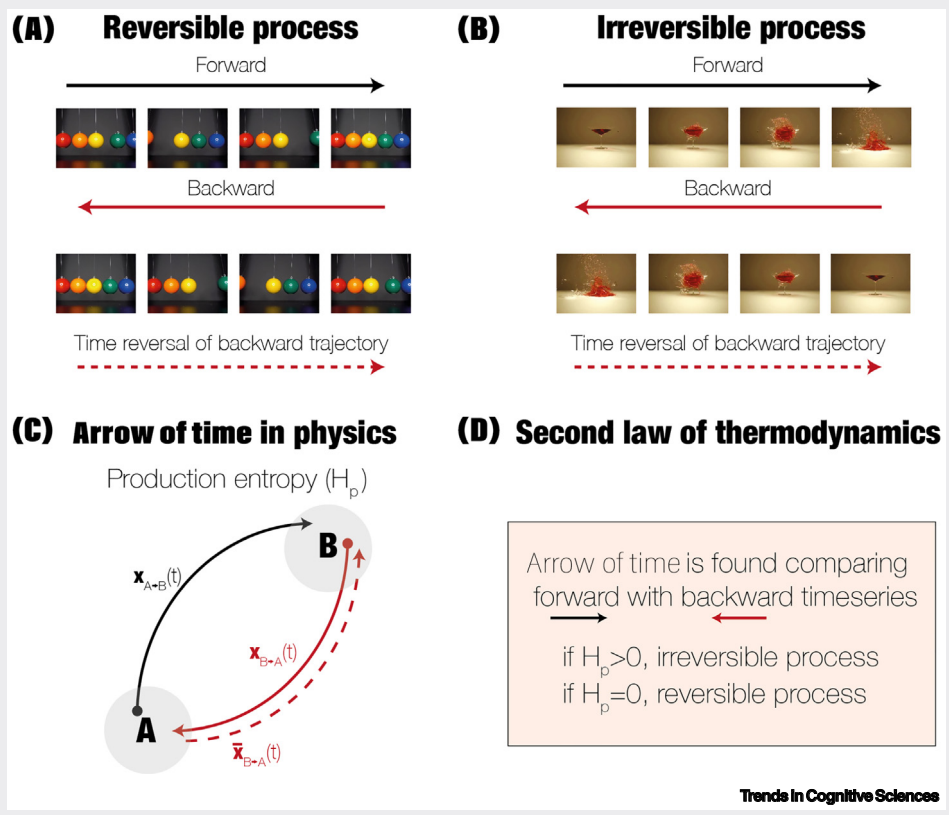 (A) Reversible process
Forward
Backward
Time reversal of backward trajectory
(B) Irreversible process
Forward
Backward
Time reversal of backward trajectory
(C) Arrow of time in physics
Production entropy (Hp)
A
B
xA→B(t)
xB→A(t)
x̄B→A(t)
(D) Second law of thermodynamics
Arrow of time is found comparing
forward with backward timeseries
if Hp>0, irreversible process
if Hp=0, reversible process
Trends in Cognitive Sciences